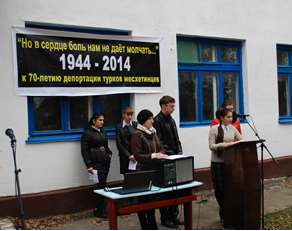 "Но в сердце боль нам не даёт молчать..."
1944 - 2014
к 70-летию депортации турков месхетинцев